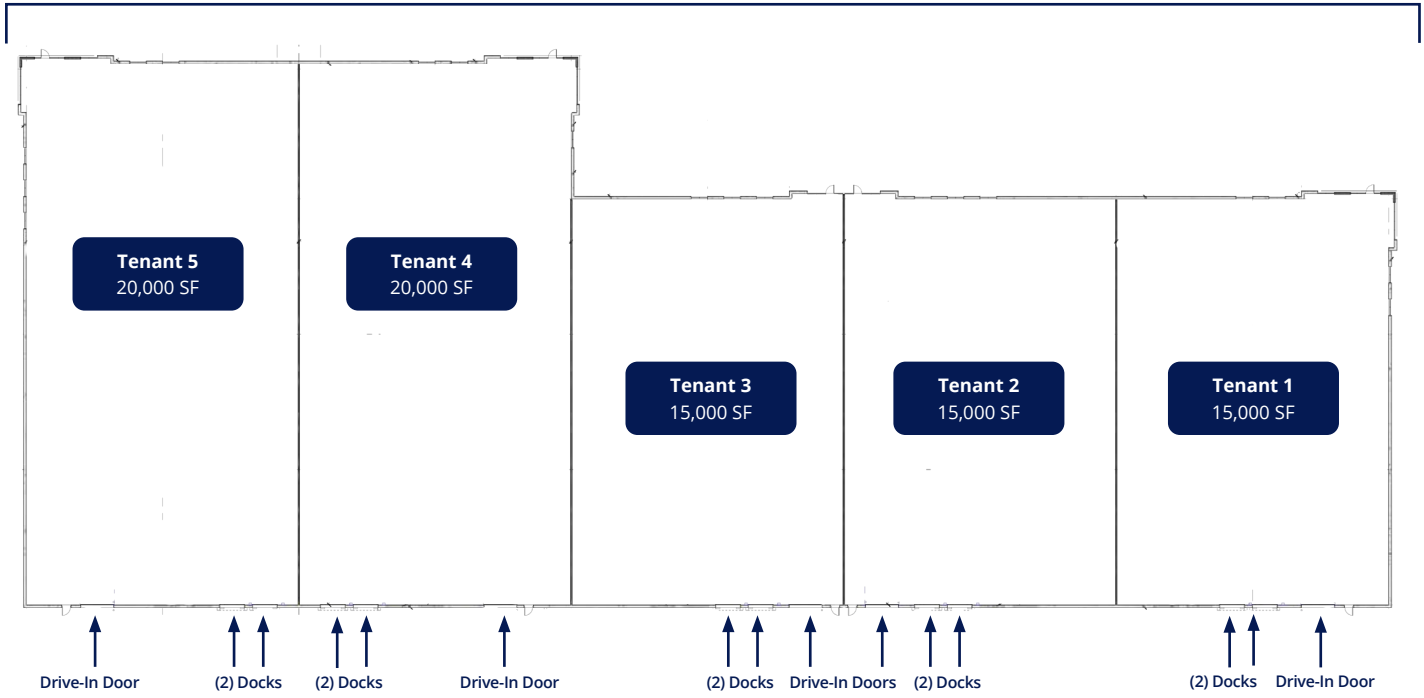 Tenant 5
20,000 SF
Tenant 4
20,000 SF
Tenant 3
15,000 SF
Tenant 2
15,000 SF
Tenant 1
15,000 SF
Drive-In Door
(2) Docks
(2) Docks
Drive-In Door
(2) Docks
Drive-In Doors
(2) Docks
(2) Docks
Drive-In Door